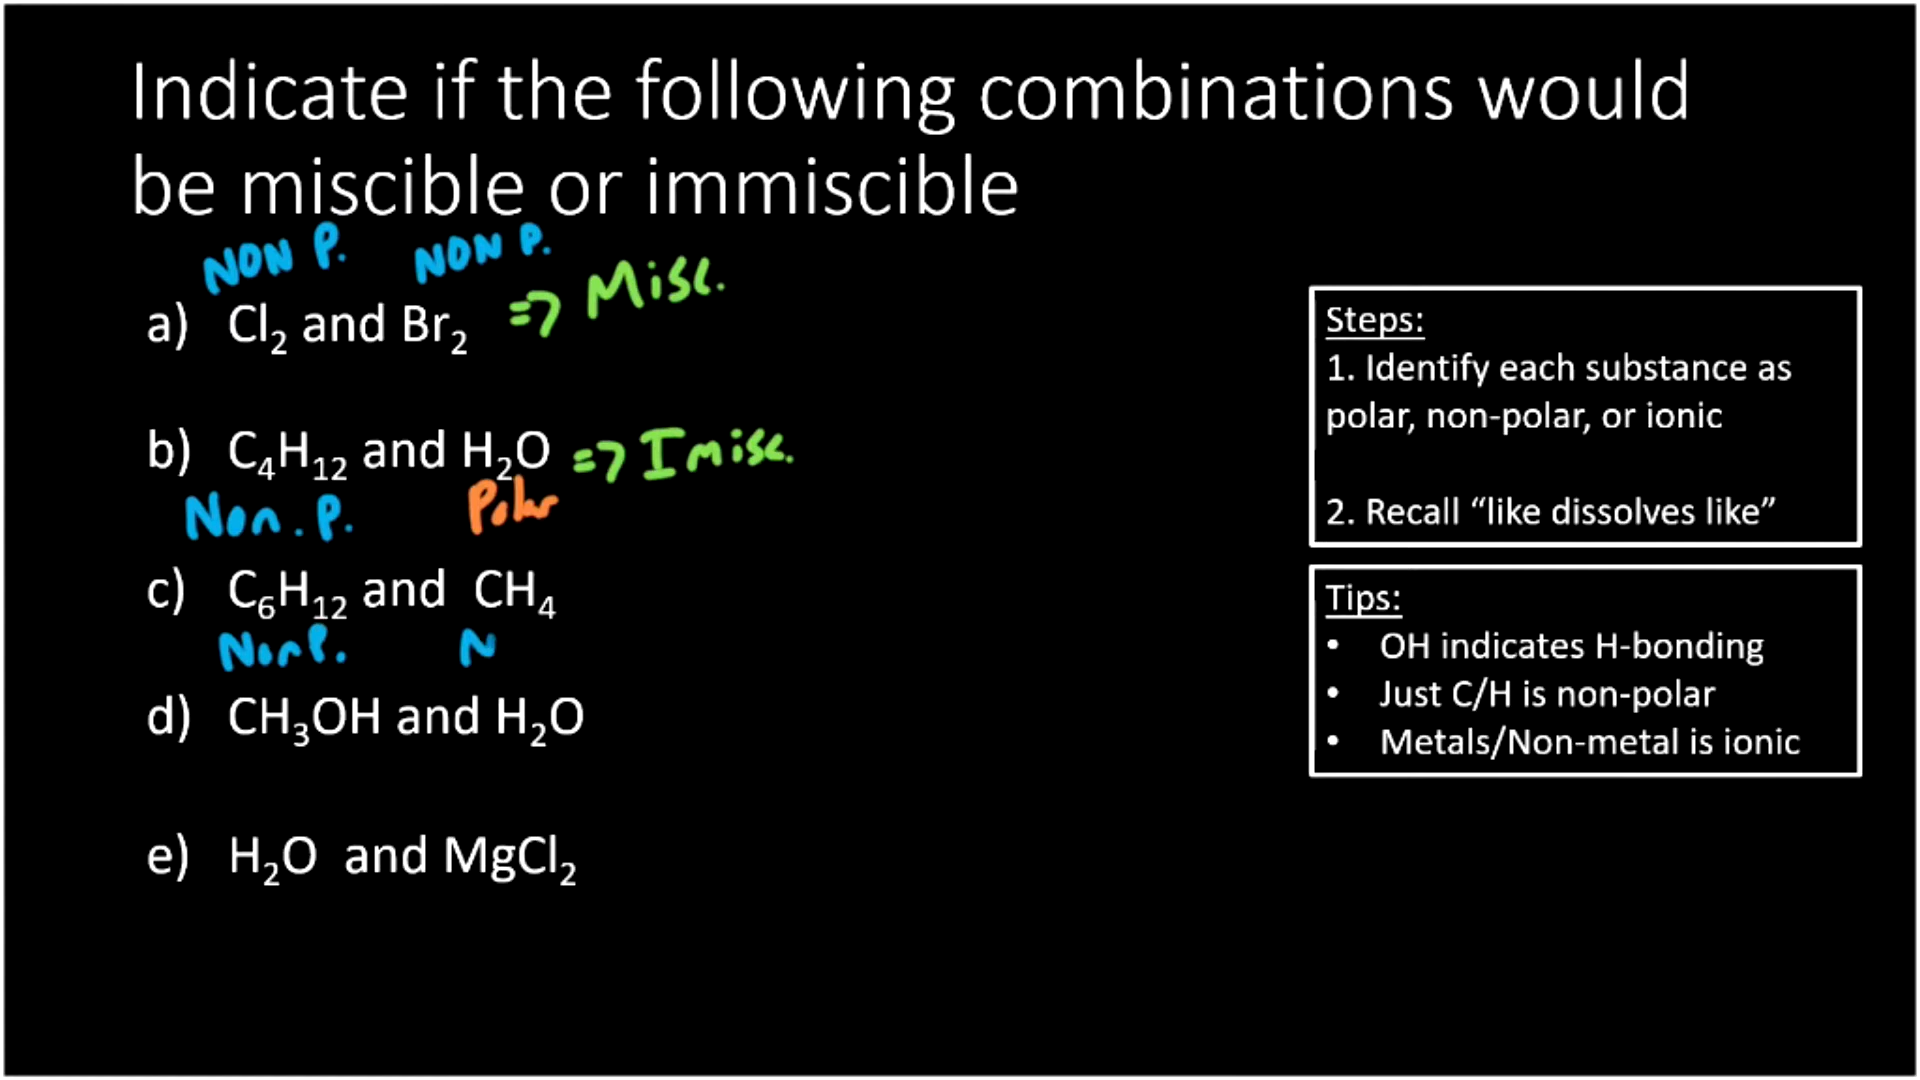 Indicate if the following combinations would
be miscible or immiscible
NON P. NON P.
a) Cl₂ and Br₂ => Misc.
b) C₄H₁₂ and H₂O => Imisc.
Non. P. Polar
c) C₆H₁₂ and CH₄
Non P. N
d) CH₃OH and H₂O
e) H₂O and MgCl₂
Steps:
1. Identify each substance as
polar, non-polar, or ionic
2. Recall “like dissolves like”
Tips:
• OH indicates H-bonding
• Just C/H is non-polar
• Metals/Non-metal is ionic